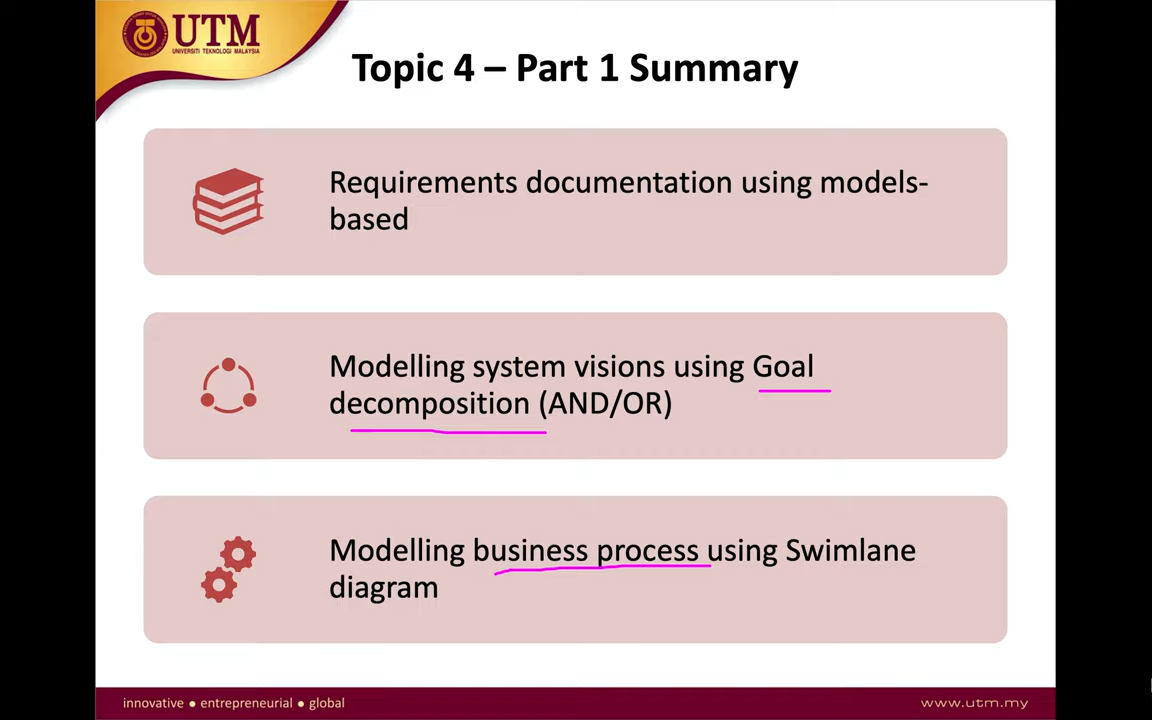 UTM
UNIVERSITI TEKNOLOGI MALAYSIA
Topic 4 – Part 1 Summary
Requirements documentation using models-
based
Modelling system visions using Goal
decomposition (AND/OR)
Modelling business process using Swimlane
diagram
innovative ● entrepreneurial ● global
www.utm.my